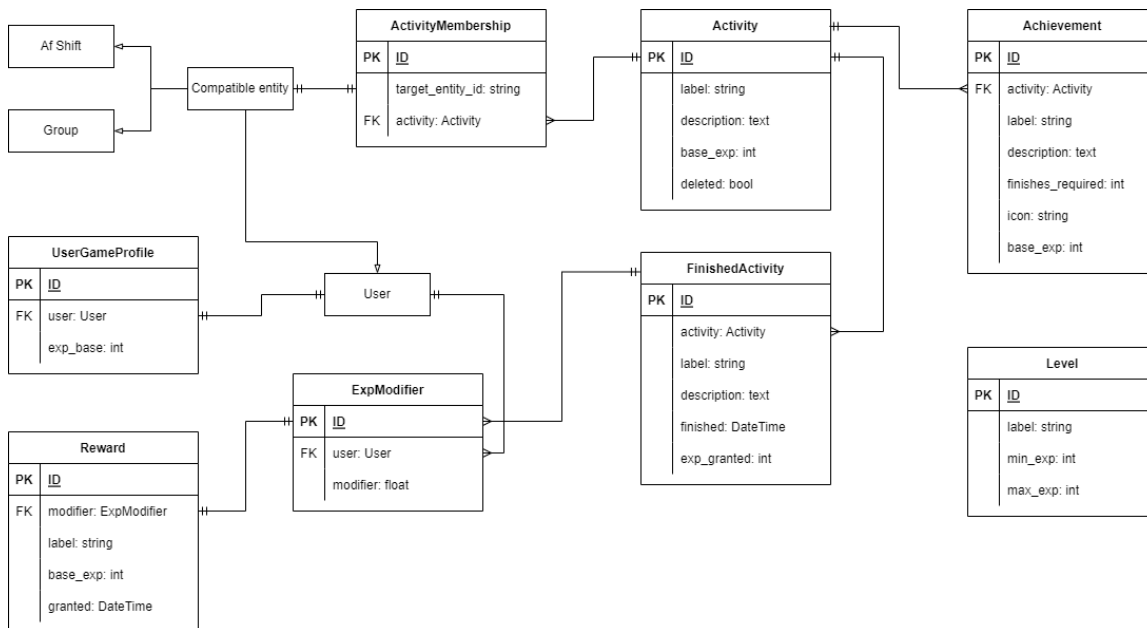 Af Shift
Group
Compatible entity
ActivityMembership
PK ID
target_entity_id: string
FK activity: Activity
Activity
PK ID
label: string
description: text
base_exp: int
deleted: bool
Achievement
PK ID
FK activity: Activity
label: string
description: text
finishes_required: int
icon: string
base_exp: int
UserGameProfile
PK ID
FK user: User
exp_base: int
User
FinishedActivity
PK ID
activity: Activity
label: string
description: text
finished: DateTime
exp_granted: int
Level
PK ID
label: string
min_exp: int
max_exp: int
ExpModifier
PK ID
FK user: User
modifier: float
Reward
PK ID
FK modifier: ExpModifier
label: string
base_exp: int
granted: DateTime